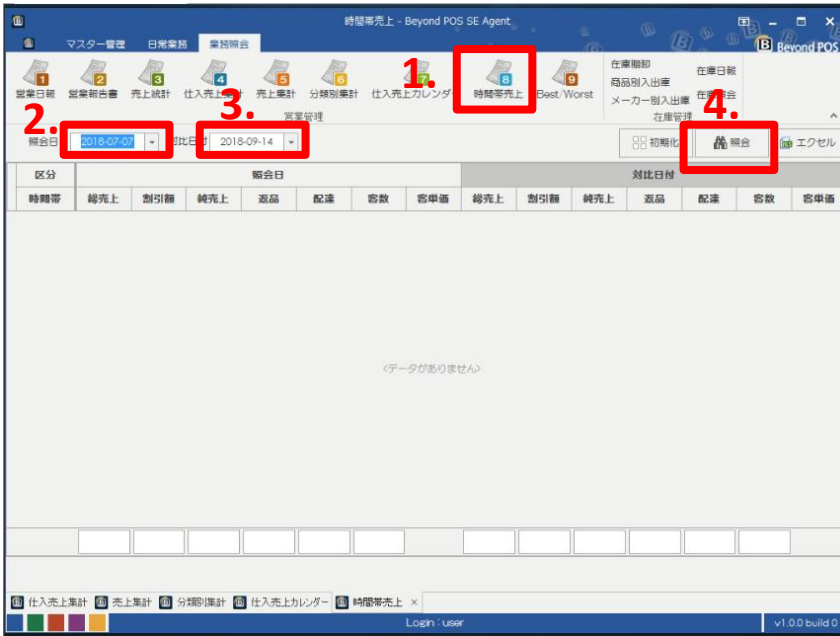 時間帯売上 - Beyond POS SE Agent
マスター管理 日常業務 業務照会
Beyond POS
1 2 3 4 5 6 7 8 9
1.
営業日報 営業報告書 売上統計 売上集計 分類別集計 仕入売上カレンダー 時間帯売上 Best/Worst
在庫棚卸 在庫日報
商品別入出庫
メーカー別入出庫
営業管理 在庫管理
2. 3. 4.
照会日 2018-07-07 2018-09-14 初期化 照会 エクセル
区分 照会日 対比日付
時間帯 総売上 割引額 純売上 返品 配達 客数 客単価 総売上 割引額 純売上 返品 配達 客数 客単価
<データがありません>
仕入売上集計 売上集計 分類別集計 仕入売上カレンダー 時間帯売上 ×
Login : user v1.0.0 build 0